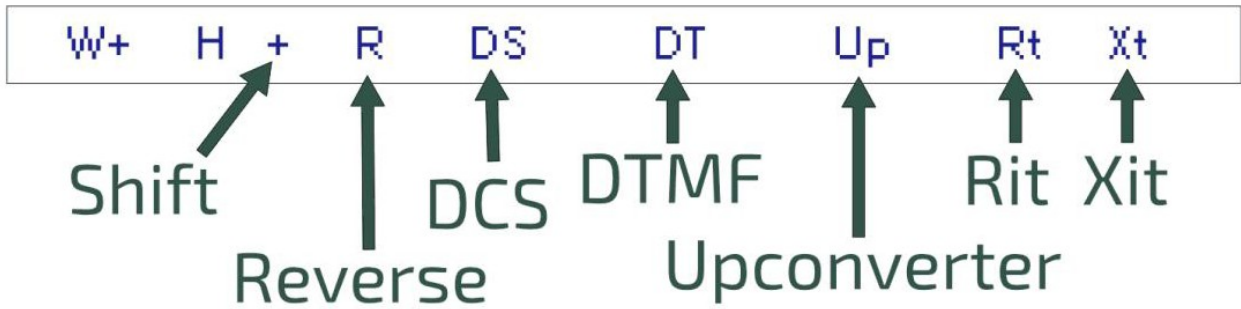 W+ H + R DS DT Up Rt Xt
Shift DCS DTMF Rit Xit
Reverse Upconverter